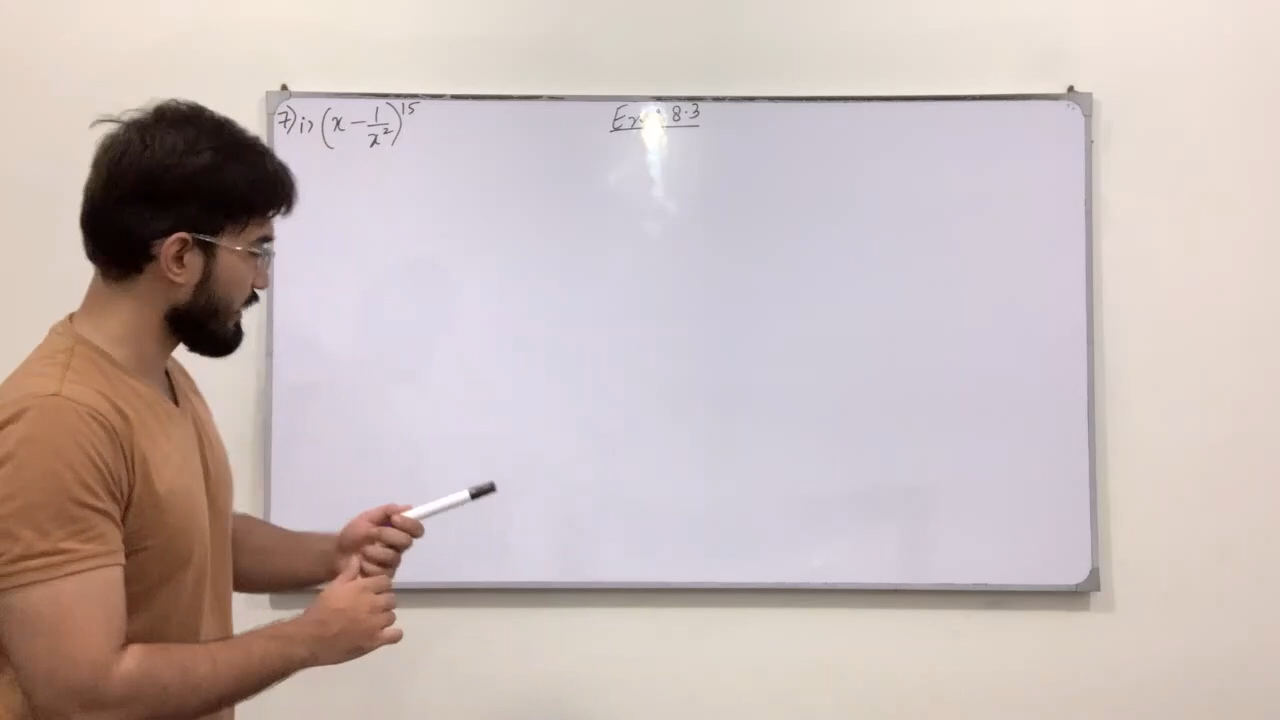 Ex 8.3
7) i) (x - 1/x²)¹⁵